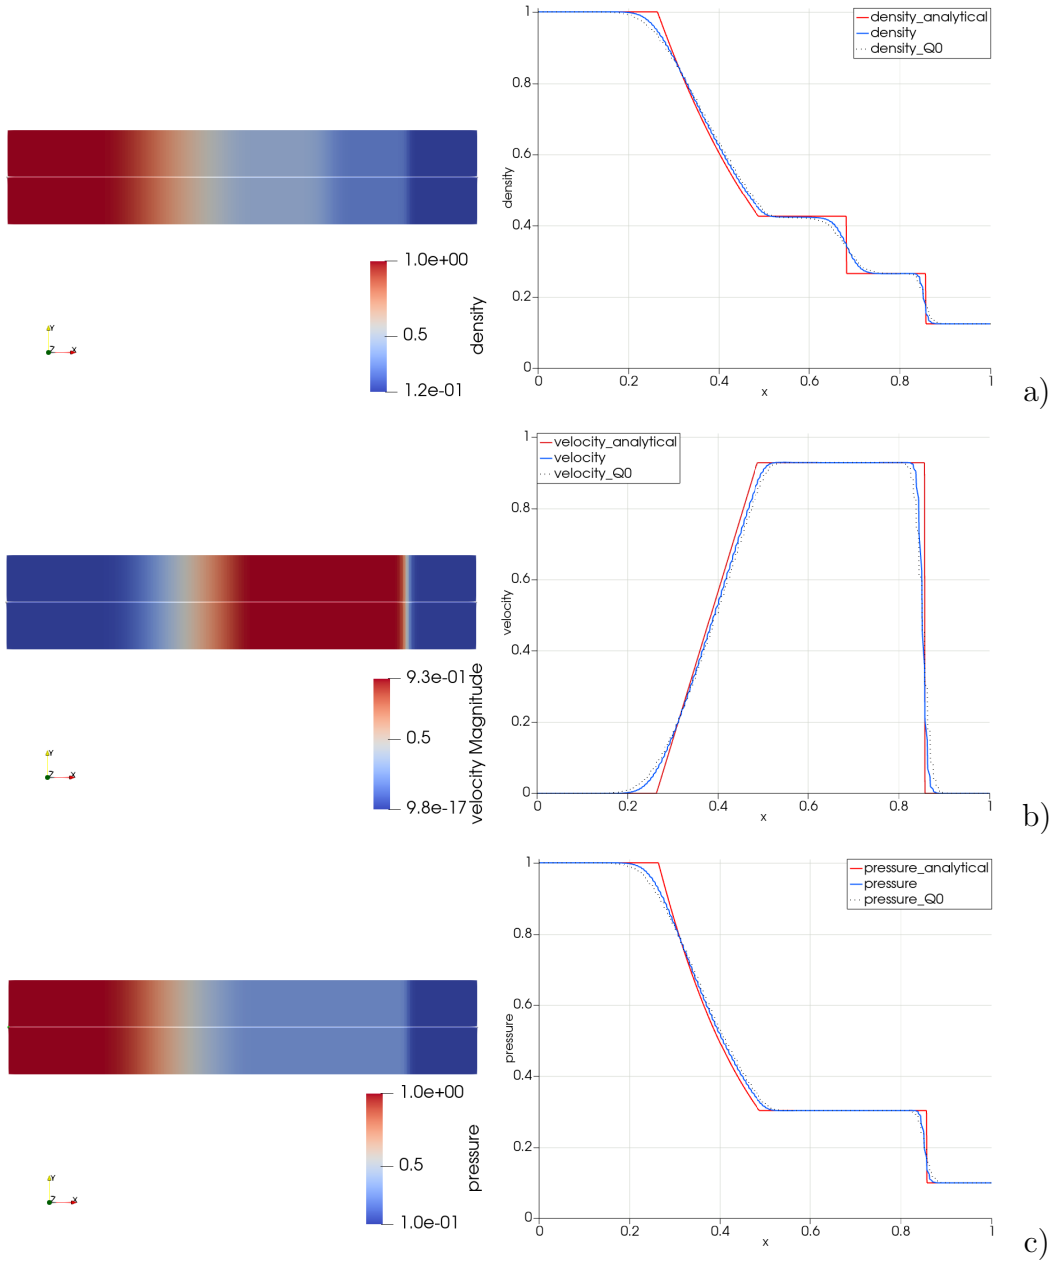 1
density_analytical
density
density_Q0
0.8
0.6
density
0.4
0.2
0
0 0.2 0.4 0.6 0.8 1
x
1.0e+00
0.5
1.2e-01
density
Y
Z X
a)
1
velocity_analytical
velocity
velocity_Q0
0.8
0.6
velocity
0.4
0.2
0
0 0.2 0.4 0.6 0.8 1
x
9.3e-01
0.5
9.8e-17
velocity Magnitude
Y
Z X
b)
1
pressure_analytical
pressure
pressure_Q0
0.8
0.6
pressure
0.4
0.2
0
0 0.2 0.4 0.6 0.8 1
x
1.0e+00
0.5
1.0e-01
pressure
Y
Z X
c)